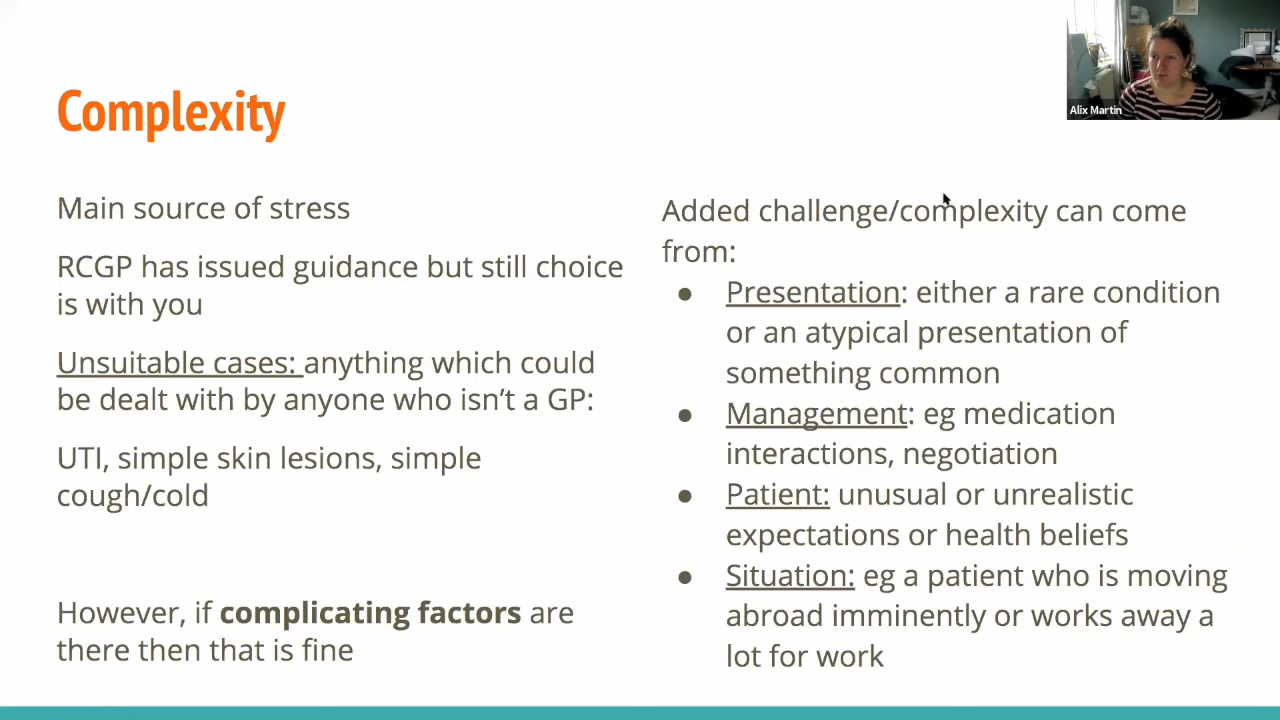 Complexity
Alix Martin
Main source of stress
RCGP has issued guidance but still choice
is with you
Unsuitable cases: anything which could
be dealt with by anyone who isn't a GP:
UTI, simple skin lesions, simple
cough/cold
However, if complicating factors are
there then that is fine
Added challenge/complexity can come
from:
● Presentation: either a rare condition
or an atypical presentation of
something common
● Management: eg medication
interactions, negotiation
● Patient: unusual or unrealistic
expectations or health beliefs
● Situation: eg a patient who is moving
abroad imminently or works away a
lot for work